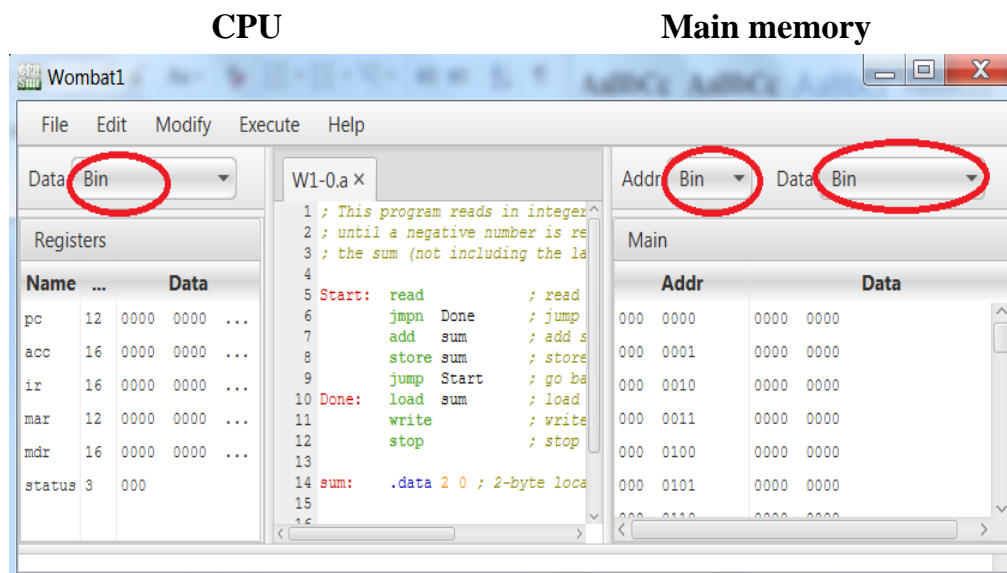 CPU Main memory
Wombat1
File Edit Modify Execute Help
Data Bin
W1-0.a ×
Addr Bin Data Bin
Registers
Name ... Data
pc 12 0000 0000 ...
acc 16 0000 0000 ...
ir 16 0000 0000 ...
mar 12 0000 0000 ...
mdr 16 0000 0000 ...
status 3 000
1 ; This program reads in integer
2 ; until a negative number is re
3 ; the sum (not including the la
4
5 Start: read ; read
6 jmpn Done ; jump
7 add sum ; add s
8 store sum ; store
9 jump Start ; go ba
10 Done: load sum ; load
11 write ; write
12 stop ; stop
13
14 sum: .data 2 0 ; 2-byte loca
15
16
Main
Addr Data
000 0000 0000 0000
000 0001 0000 0000
000 0010 0000 0000
000 0011 0000 0000
000 0100 0000 0000
000 0101 0000 0000
000 0110 0000 0000